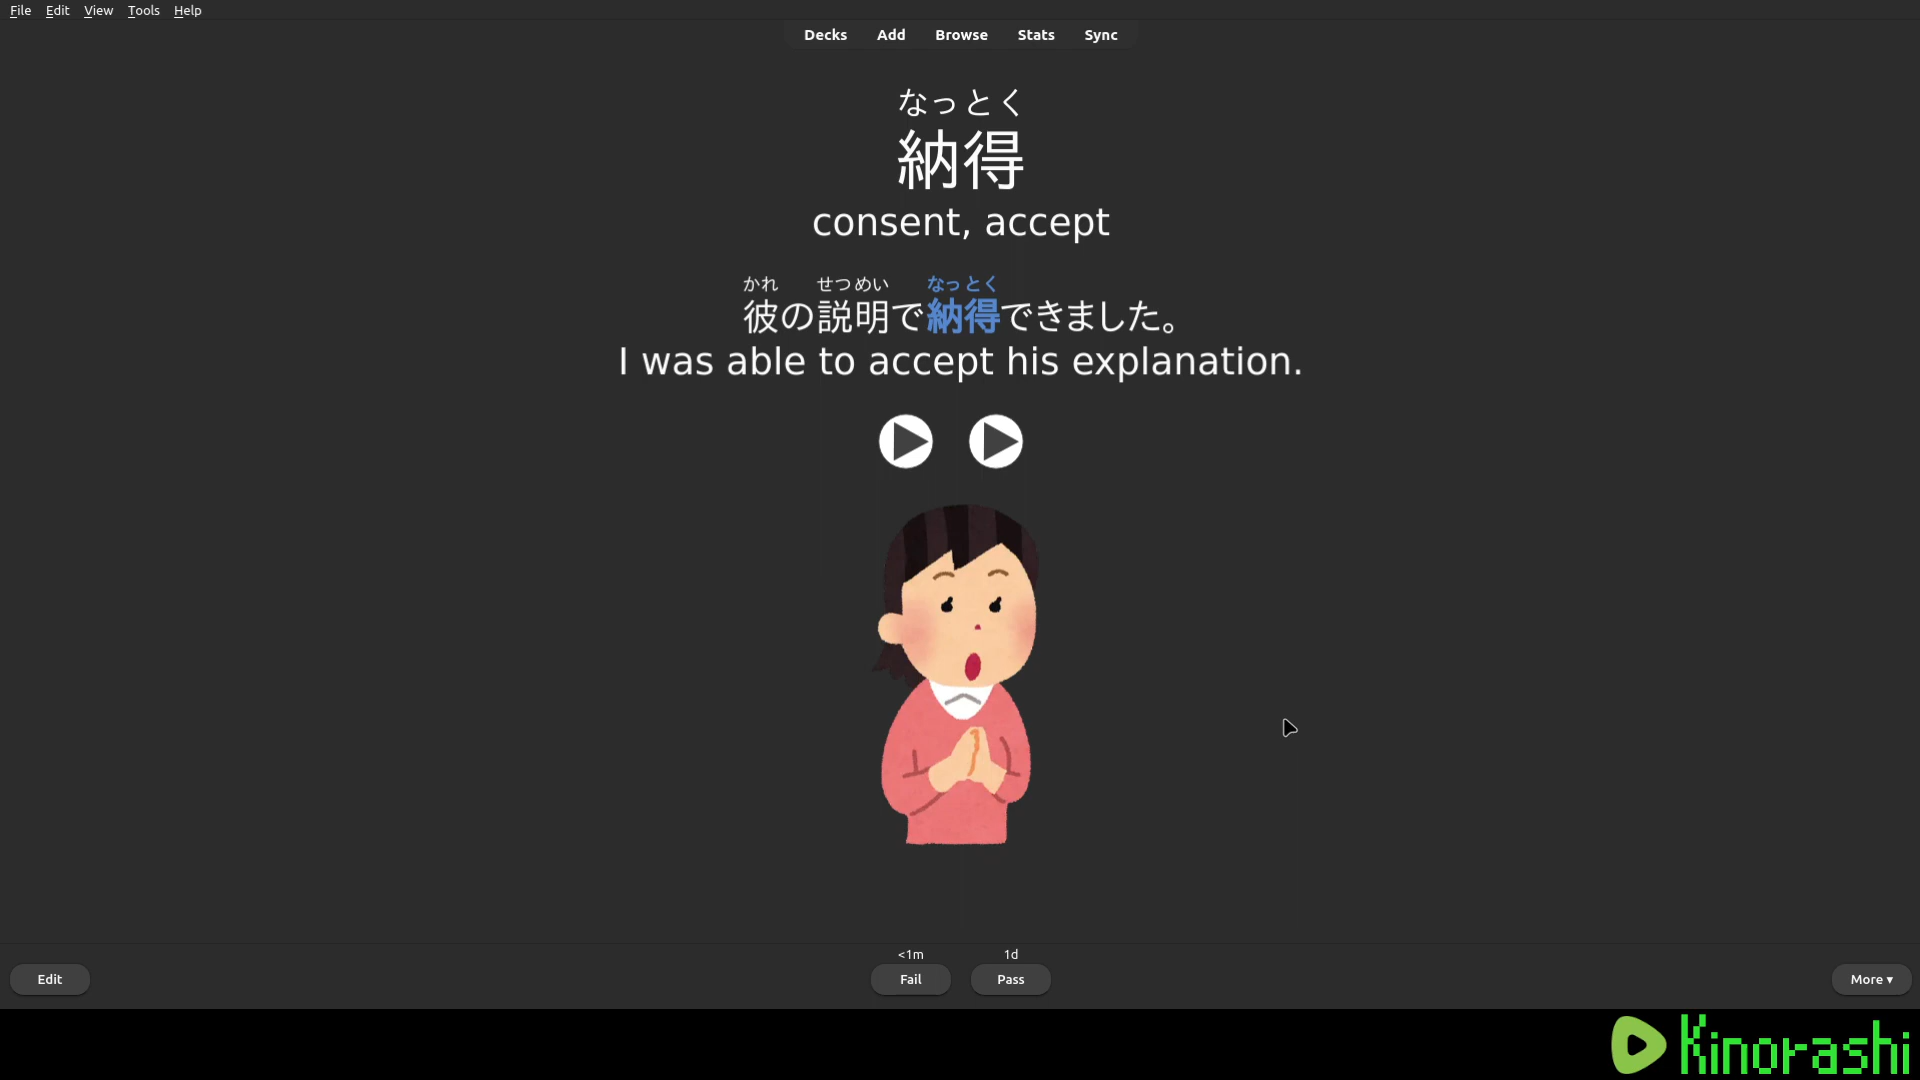 File Edit View Tools Help
Decks Add Browse Stats Sync
なっとく
納得
consent, accept
かれ せつめい なっとく
彼の説明で納得できました。
I was able to accept his explanation.
<1m 1d
Edit Fail Pass More ▾
Kinorashi